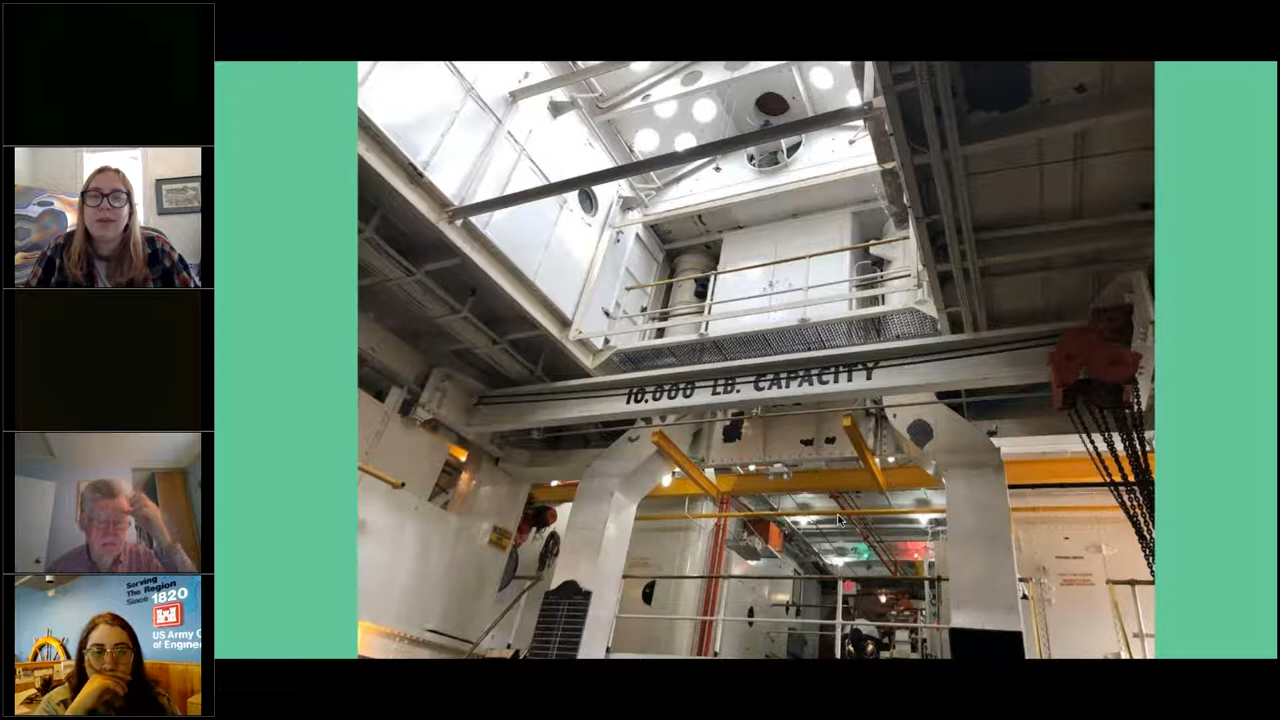 10,000 LB. CAPACITY
Serving
The Region
Since 1820
US Army C
of Engine